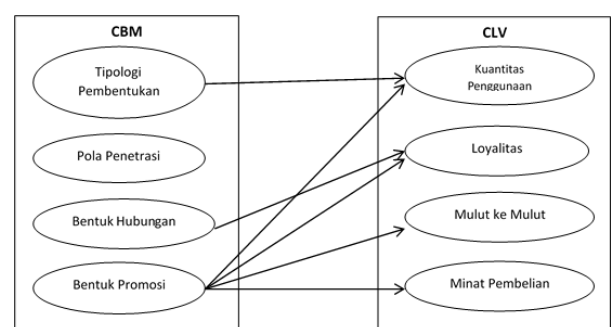 CBM
Tipologi
Pembentukan
Pola Penetrasi
Bentuk Hubungan
Bentuk Promosi
CLV
Kuantitas
Penggunaan
Loyalitas
Mulut ke Mulut
Minat Pembelian